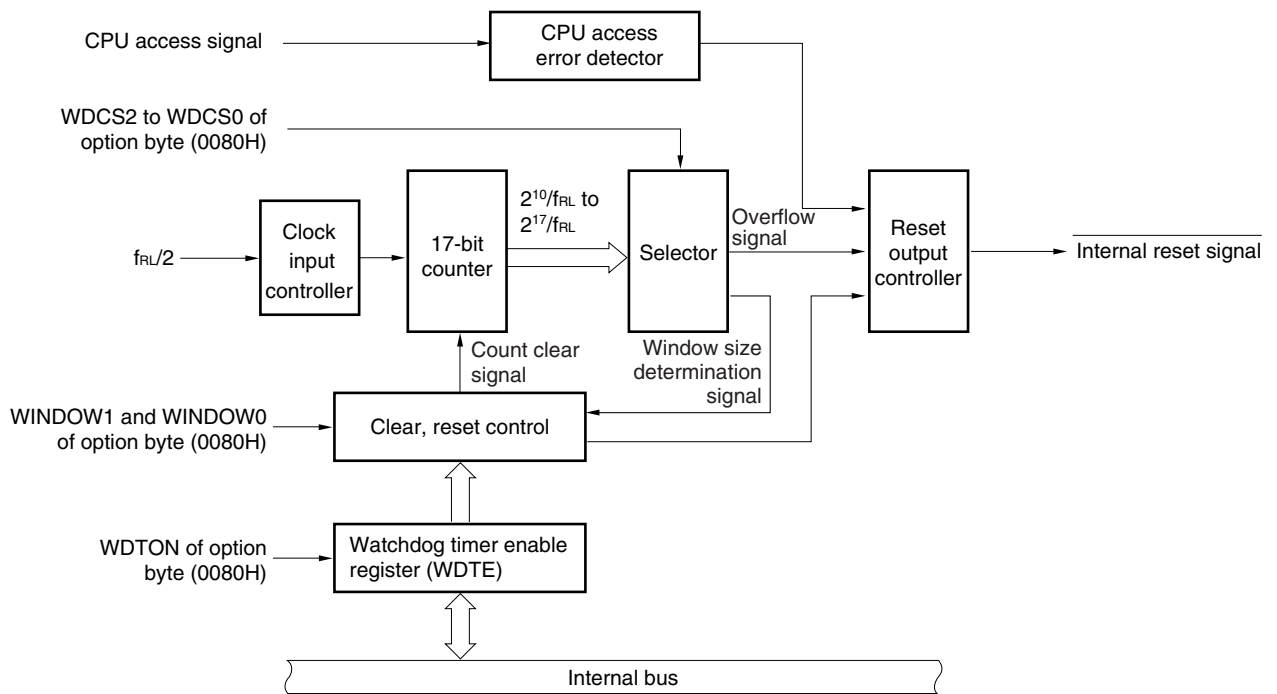 CPU access signal
CPU access
error detector
WDCS2 to WDCS0 of
option byte (0080H)
fRL/2
Clock
input
controller
17-bit
counter
2¹⁰/fRL to
2¹⁷/fRL
Selector
Overflow
signal
Reset
output
controller
Internal reset signal
Count clear
signal
Window size
determination
signal
WINDOW1 and WINDOW0
of option byte (0080H)
Clear, reset control
WDTON of option
byte (0080H)
Watchdog timer enable
register (WDTE)
Internal bus